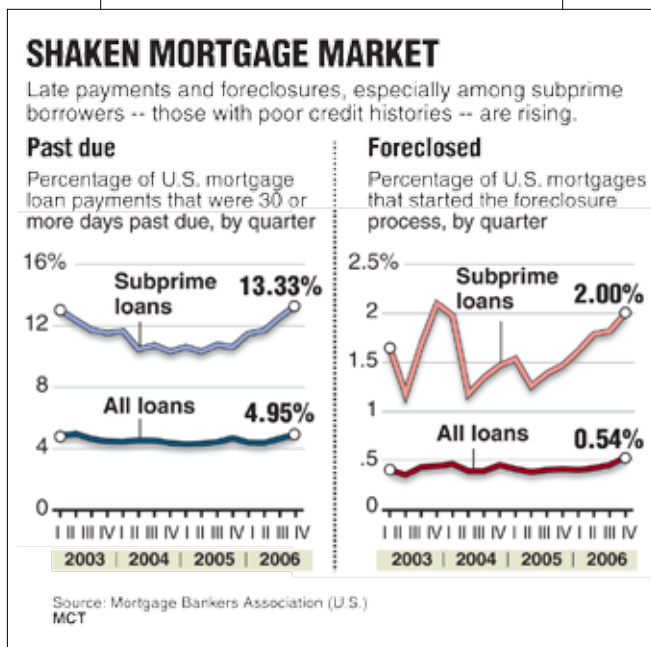 SHAKEN MORTGAGE MARKET
Late payments and foreclosures, especially among subprime
borrowers -- those with poor credit histories -- are rising.
Past due
Percentage of U.S. mortgage
loan payments that were 30 or
more days past due, by quarter
16%
12
8
4
0
Subprime
loans
13.33%
All loans
4.95%
I II III IV I II III IV I II III IV I II III IV
2003 | 2004 | 2005 | 2006
Foreclosed
Percentage of U.S. mortgages
that started the foreclosure
process, by quarter
2.5%
2
1.5
1
.5
0
Subprime
loans
2.00%
All loans
0.54%
I II III IV I II III IV I II III IV I II III IV
2003 | 2004 | 2005 | 2006
Source: Mortgage Bankers Association (U.S.)
MCT